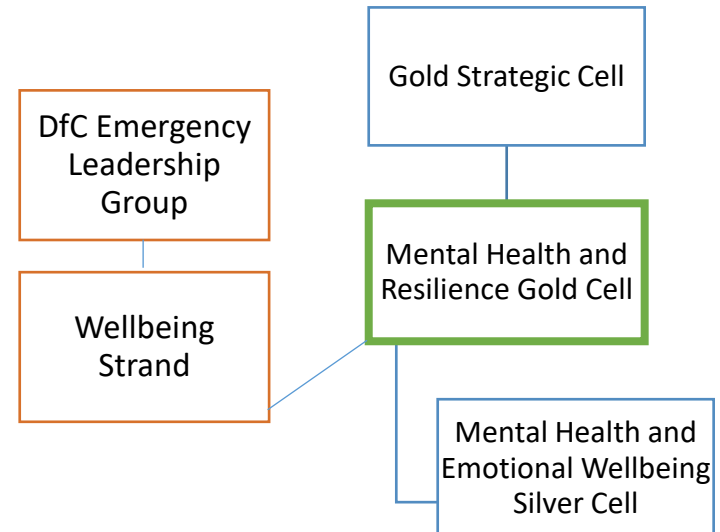 Gold Strategic Cell
DfC Emergency
Leadership
Group
Mental Health and
Resilience Gold Cell
Wellbeing
Strand
Mental Health and
Emotional Wellbeing
Silver Cell